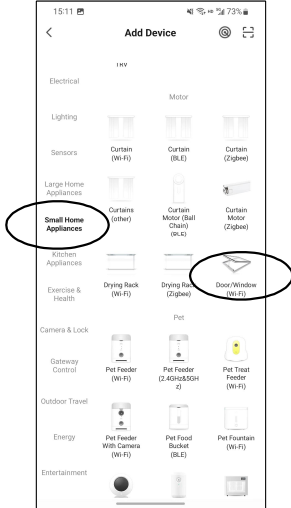 15:11
73%
Add Device
Electrical
Lighting
Sensors
Large Home
Appliances
Small Home
Appliances
Kitchen
Appliances
Exercise &
Health
Camera & Lock
Gateway
Control
Outdoor Travel
Energy
Entertainment
Motor
Curtain
(Wi-Fi)
Curtain
(BLE)
Curtain
(Zigbee)
Curtains
(other)
Curtain
Motor (Ball
Chain)
(BLE)
Curtain
Motor
(Zigbee)
Drying Rack
(Wi-Fi)
Drying Rack
(Zigbee)
Door/Window
(Wi-Fi)
Pet
Pet Feeder
(Wi-Fi)
Pet Feeder
(2.4GHz&5GH
z)
Pet Treat
Feeder
(Wi-Fi)
Pet Feeder
With Camera
(Wi-Fi)
Pet Food
Bucket
(BLE)
Pet Fountain
(Wi-Fi)